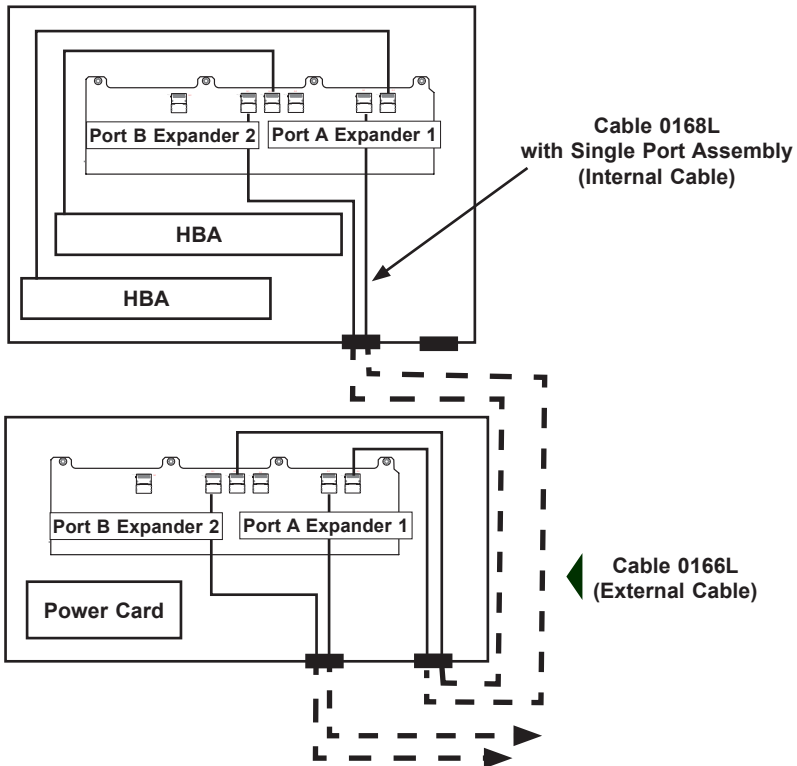 Port B Expander 2
Port A Expander 1
HBA
HBA
Cable 0168L
with Single Port Assembly
(Internal Cable)
Port B Expander 2
Port A Expander 1
Power Card
Cable 0166L
(External Cable)